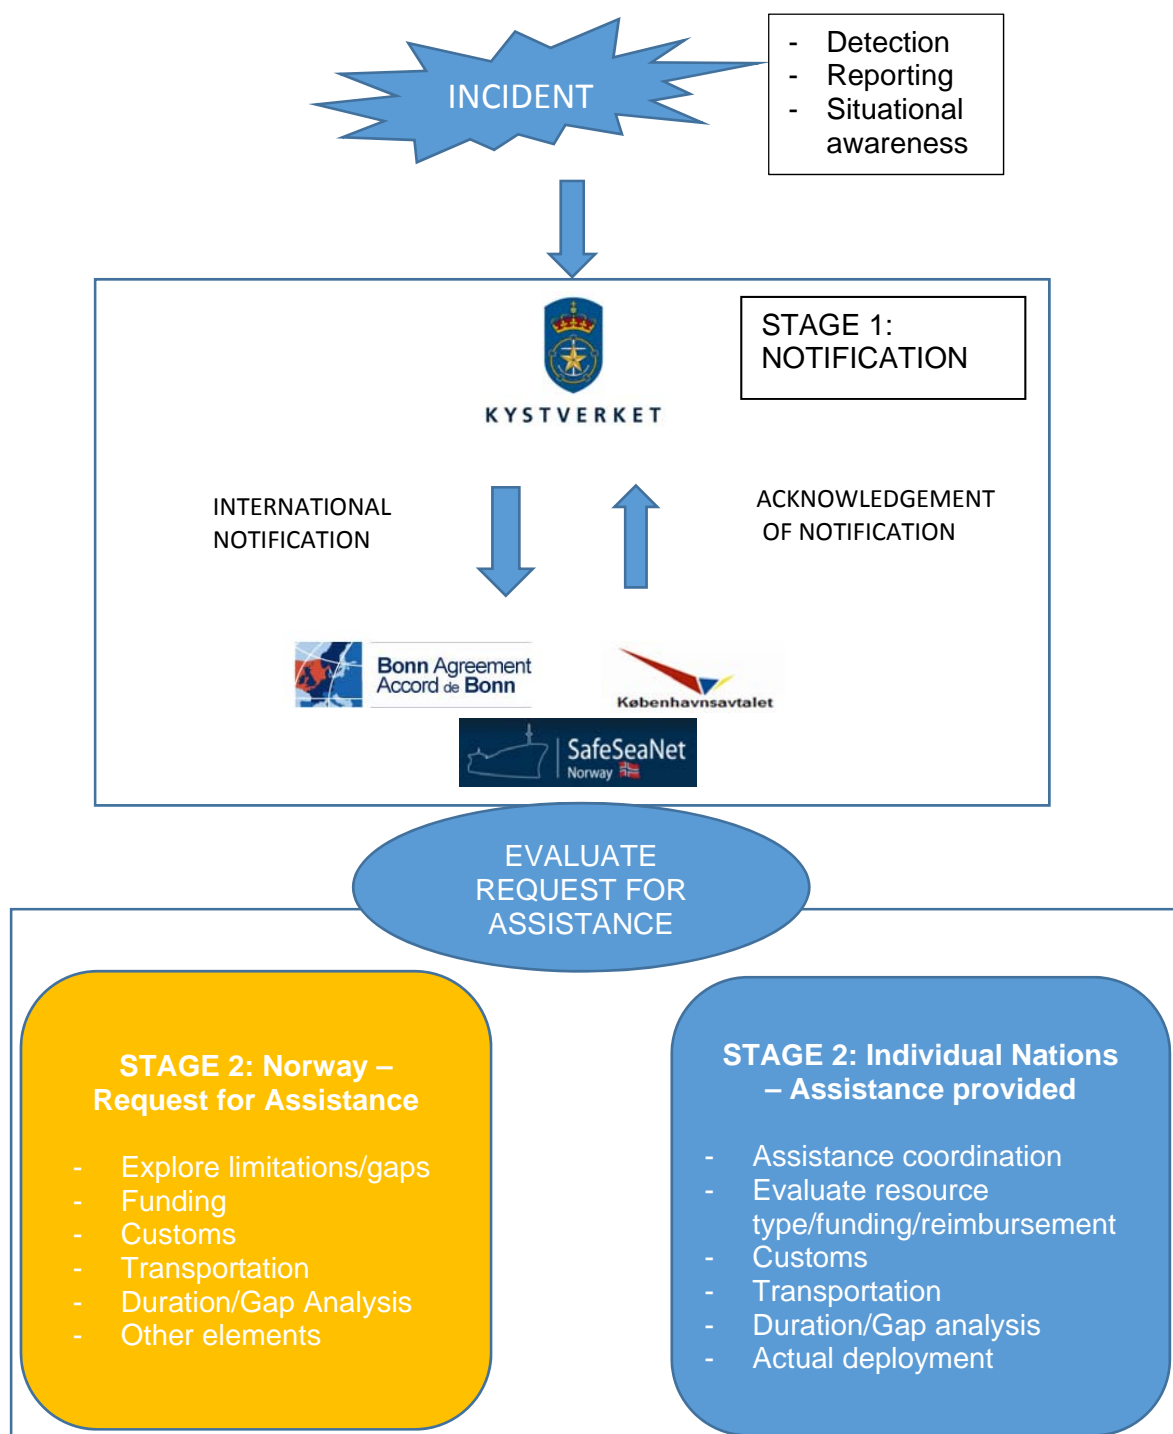 INCIDENT
- Detection
- Reporting
- Situational
awareness
STAGE 1:
NOTIFICATION
KYSTVERKET
INTERNATIONAL
NOTIFICATION
ACKNOWLEDGEMENT
OF NOTIFICATION
Bonn Agreement
Accord de Bonn
Københavnsavtalet
SafeSeaNet
Norway
EVALUATE
REQUEST FOR
ASSISTANCE
STAGE 2: Norway –
Request for Assistance
- Explore limitations/gaps
- Funding
- Customs
- Transportation
- Duration/Gap Analysis
- Other elements
STAGE 2: Individual Nations
– Assistance provided
- Assistance coordination
- Evaluate resource
type/funding/reimbursement
- Customs
- Transportation
- Duration/Gap analysis
- Actual deployment